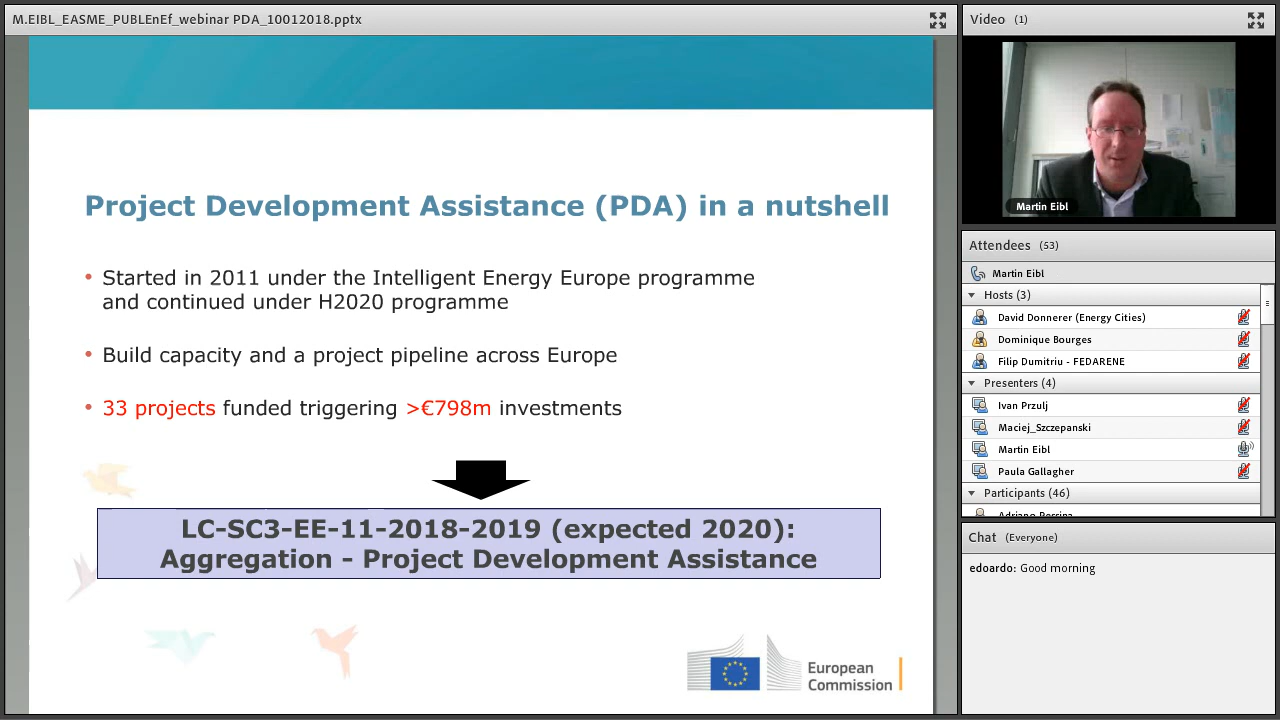 M.EIBL_EASME_PUBLEnEf_webinar PDA_10012018.pptx
Project Development Assistance (PDA) in a nutshell
• Started in 2011 under the Intelligent Energy Europe programme
and continued under H2020 programme
• Build capacity and a project pipeline across Europe
• 33 projects funded triggering >€798m investments
LC-SC3-EE-11-2018-2019 (expected 2020):
Aggregation - Project Development Assistance
European
Commission
Video (1)
Martin Eibl
Attendees (53)
Martin Eibl
Hosts (3)
David Donnerer (Energy Cities)
Dominique Bourges
Filip Dumitriu - FEDARENE
Presenters (4)
Ivan Przulj
Maciej_Szczepanski
Martin Eibl
Paula Gallagher
Participants (46)
Chat (Everyone)
edoardo: Good morning